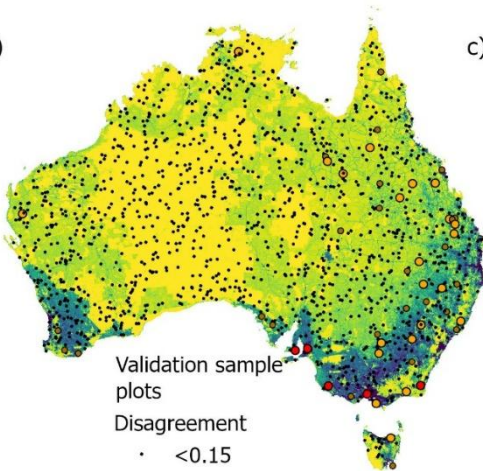 )
c)
Validation sample
plots
Disagreement
· <0.15